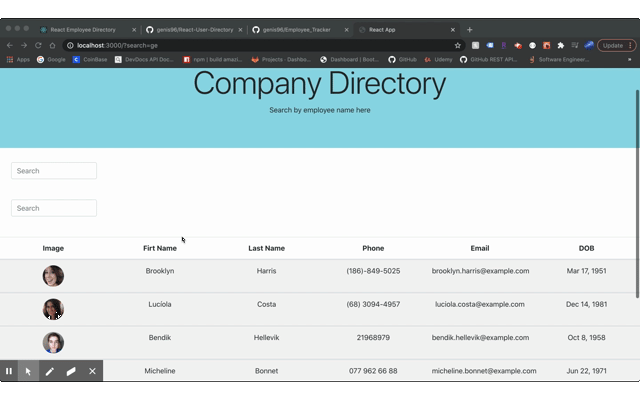 React Employee Directory
genis96/React-User-Directory
genis96/Employee_Tracker
React App
localhost:3000/?search=ge
Update
Apps
Google
CoinBase
DevDocs API Doc...
npm | build amazi...
Projects · Dashbo...
Dashboard | Boot...
GitHub
Udemy
GitHub REST API...
Software Engineer...
Company Directory
Search by employee name here
Search
Search
Image Firt Name Last Name Phone Email DOB
Brooklyn Harris (186)-849-5025 brooklyn.harris@example.com Mar 17, 1951
Lucíola Costa (68) 3094-4957 luciola.costa@example.com Dec 14, 1981
Bendik Hellevik 21968979 bendik.hellevik@example.com Oct 8, 1958
Micheline Bonnet 077 962 66 88 micheline.bonnet@example.com Jun 22, 1971